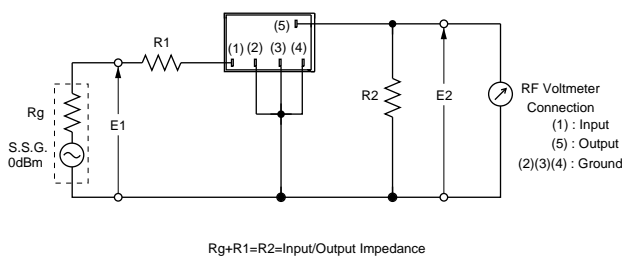 (5)
R1
(1) (2) (3) (4)
Rg
S.S.G.
0dBm
E1
R2
E2
RF Voltmeter
Connection
(1) : Input
(5) : Output
(2)(3)(4) : Ground
Rg+R1=R2=Input/Output Impedance